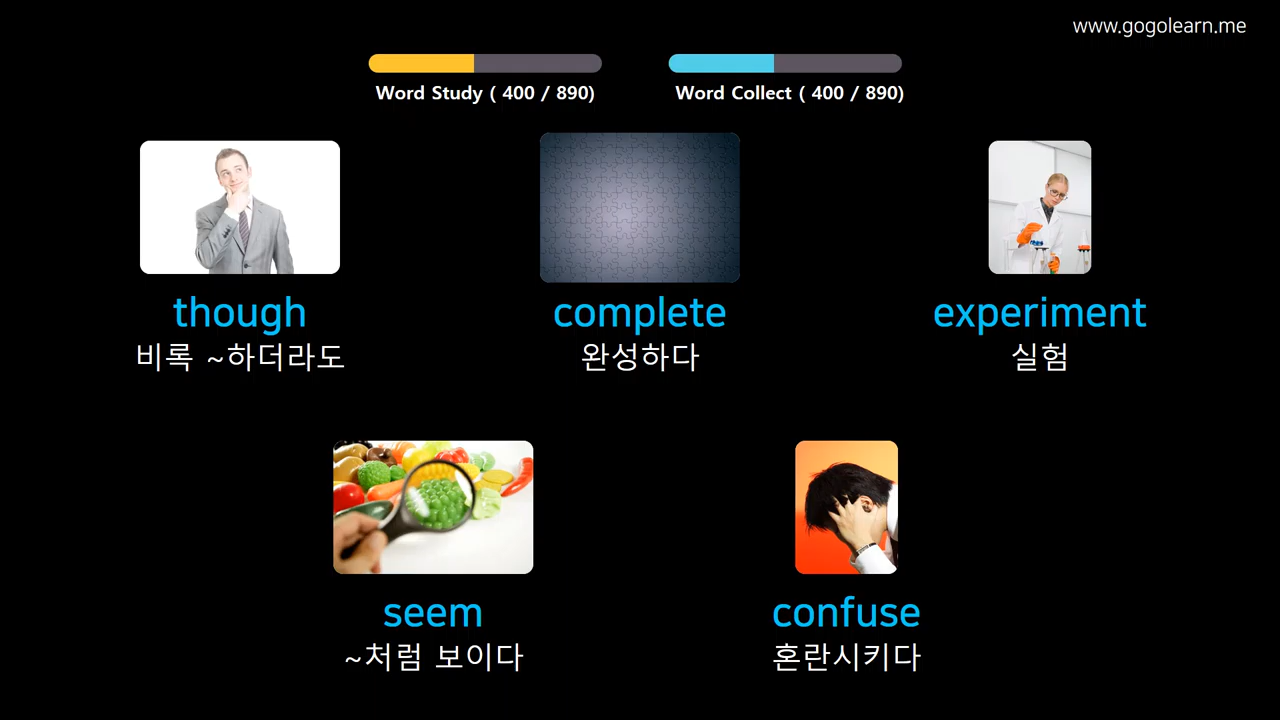 www.gogolearn.me
Word Study ( 400 / 890)
Word Collect ( 400 / 890)
though
비록 ~하더라도
complete
완성하다
experiment
실험
seem
~처럼 보이다
confuse
혼란시키다